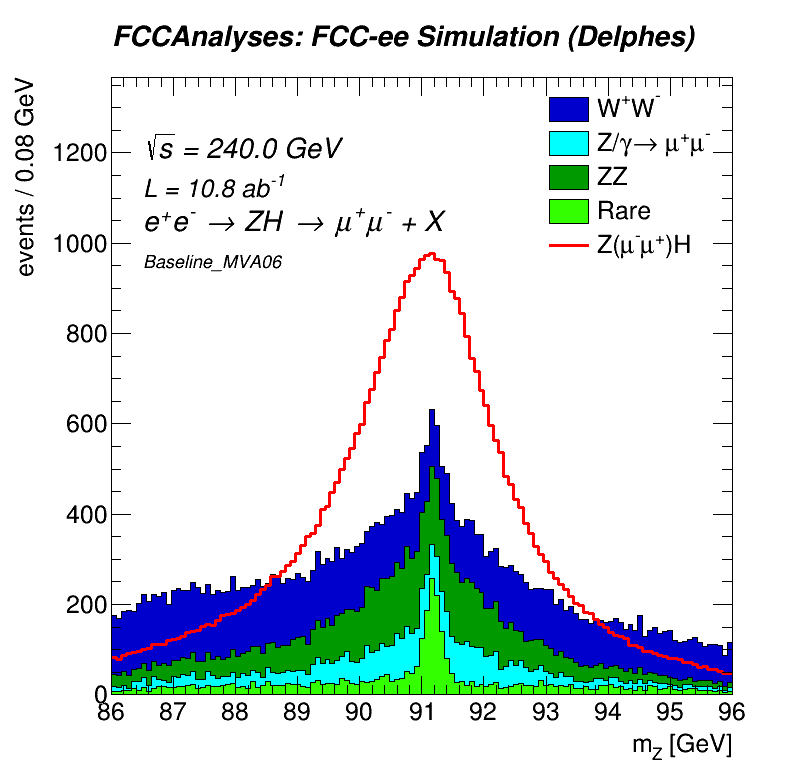 FCCAnalyses: FCC-ee Simulation (Delphes)
events / 0.08 GeV
√s = 240.0 GeV
L = 10.8 ab⁻¹
e⁺e⁻ → ZH → μ⁺μ⁻ + X
Baseline_MVA06
W⁺W⁻
Z/γ→ μ⁺μ⁻
ZZ
Rare
Z(μ⁻μ⁺)H
1200
1000
800
600
400
200
0
86 87 88 89 90 91 92 93 94 95 96
m_Z [GeV]